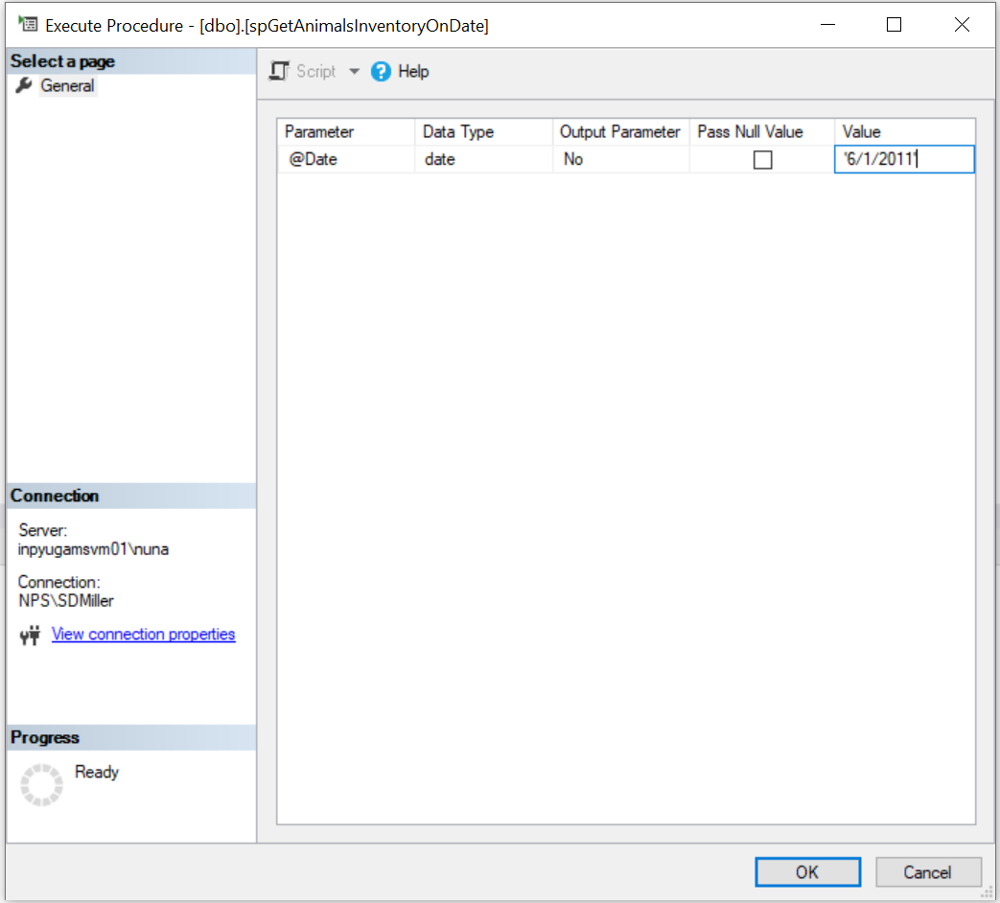 Execute Procedure - [dbo].[spGetAnimalsInventoryOnDate]
Select a page
General
Script
? Help
Parameter Data Type Output Parameter Pass Null Value Value
@Date date No '6/1/2011'
Connection
Server:
inpyugamsvm01\nuna
Connection:
NPS\SDMiller
View connection properties
Progress
Ready
OK Cancel